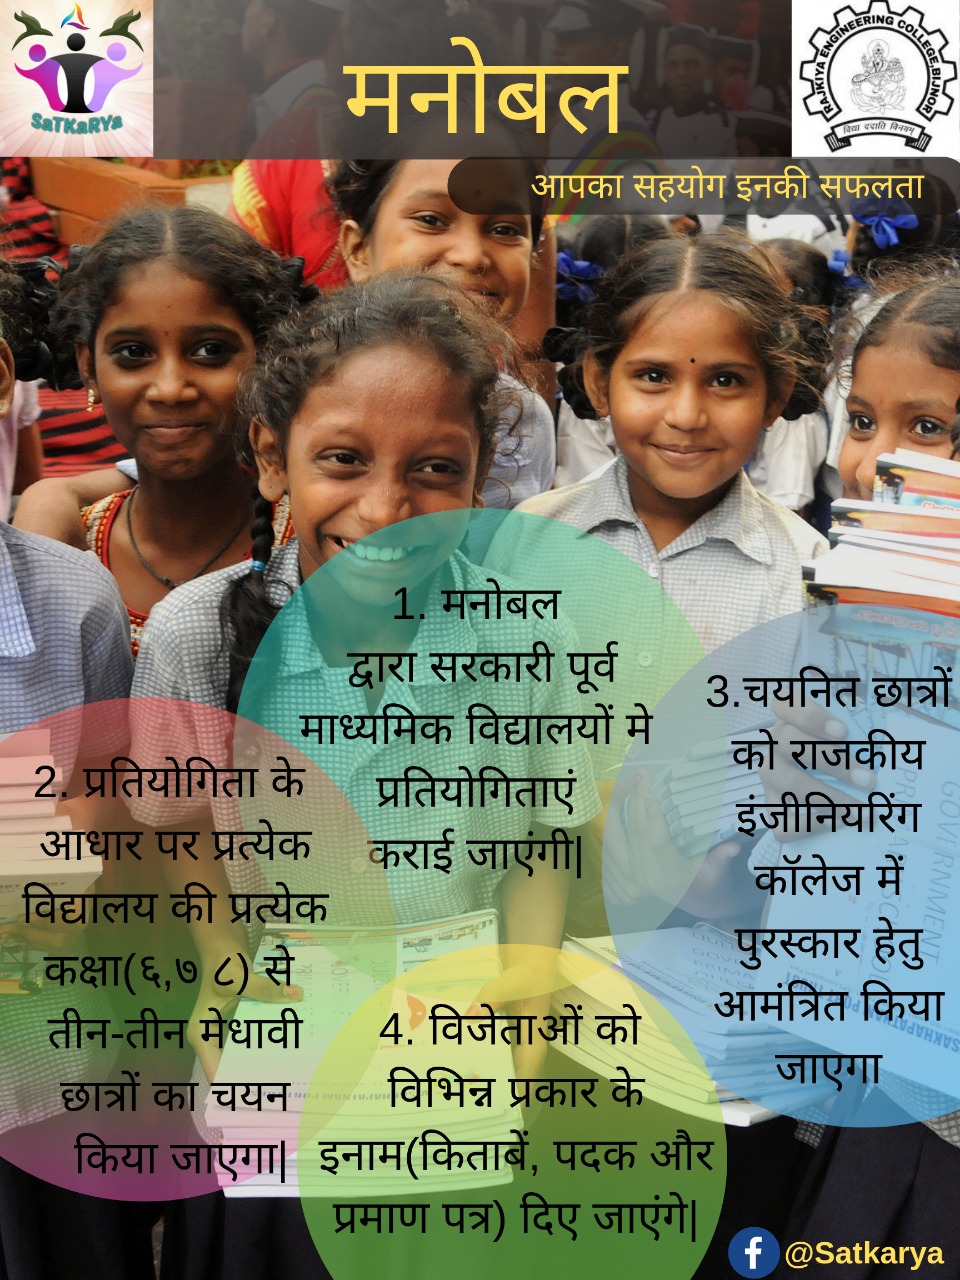 SaTKaRYa
मनोबल
RAJKIYA ENGINEERING COLLEGE,BIJNOR
विद्या ददाति विनयम्
आपका सहयोग इनकी सफलता
1. मनोबल
द्वारा सरकारी पूर्व
माध्यमिक विद्यालयों मे
प्रतियोगिताएं
कराई जाएंगी|
2. प्रतियोगिता के
आधार पर प्रत्येक
विद्यालय की प्रत्येक
कक्षा(६,७ ८) से
तीन-तीन मेधावी
छात्रों का चयन
किया जाएगा|
3.चयनित छात्रों
को राजकीय
इंजीनियरिंग
कॉलेज में
पुरस्कार हेतु
आमंत्रित किया
जाएगा
4. विजेताओं को
विभिन्न प्रकार के
इनाम(किताबें, पदक और
प्रमाण पत्र) दिए जाएंगे|
@Satkarya